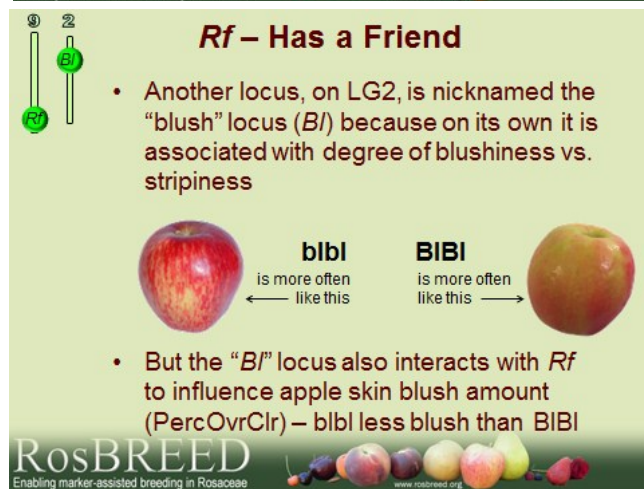 9 2
Rf – Has a Friend
Bl
Rf
• Another locus, on LG2, is nicknamed the
“blush” locus (Bl) because on its own it is
associated with degree of blushiness vs.
stripiness
blbl
is more often
like this
BlBl
is more often
like this
• But the “Bl” locus also interacts with Rf
to influence apple skin blush amount
(PercOvrClr) – blbl less blush than BlBl
RosBREED
Enabling marker-assisted breeding in Rosaceae
www.rosbreed.org